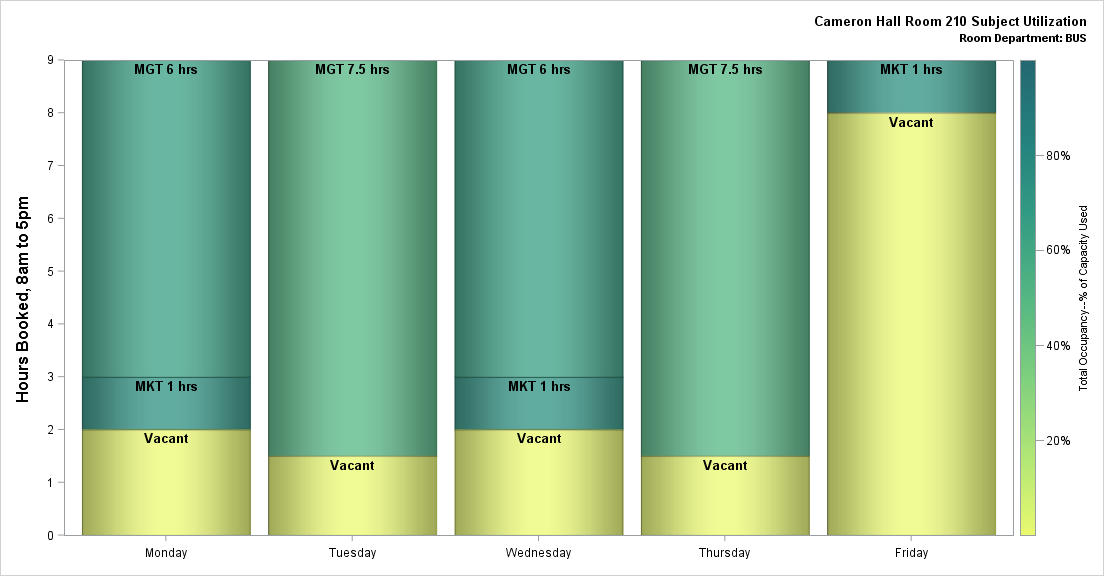 Cameron Hall Room 210 Subject Utilization
Room Department: BUS
Hours Booked, 8am to 5pm
9
8
7
6
5
4
3
2
1
0
MGT 6 hrs
MKT 1 hrs
Vacant
MGT 7.5 hrs
Vacant
MGT 6 hrs
MKT 1 hrs
Vacant
MGT 7.5 hrs
Vacant
MKT 1 hrs
Vacant
Monday
Tuesday
Wednesday
Thursday
Friday
80%
60%
40%
20%
Total Occupancy--% of Capacity Used